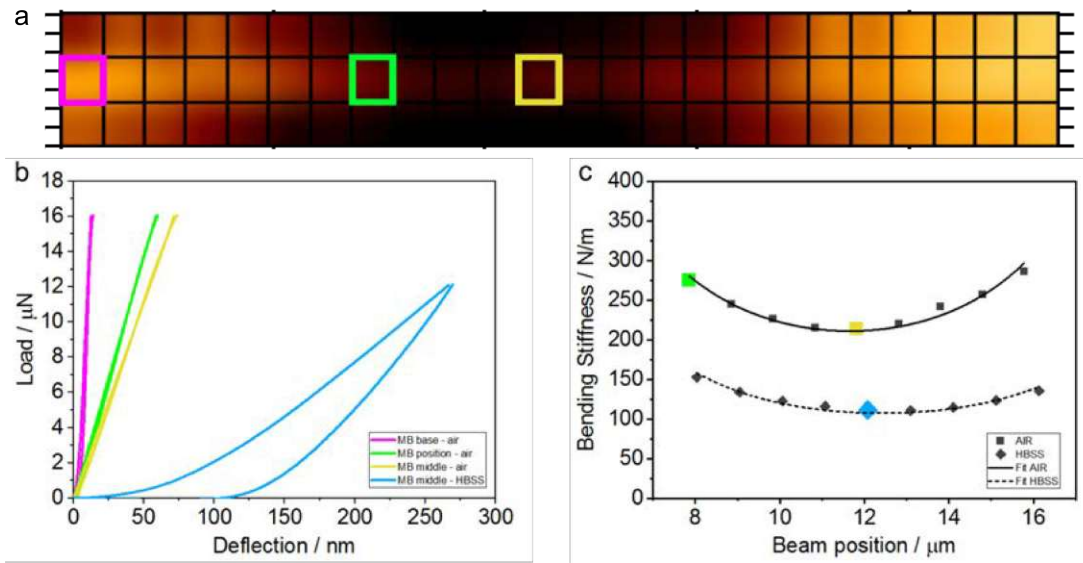 a
b
18
16
14
12
10
8
6
4
2
0
Load / μN
0 50 100 150 200 250 300
Deflection / nm
MB base - air
MB position - air
MB middle - air
MB middle - HBSS
c
400
350
300
250
200
150
100
50
0
Bending Stiffness / N/m
8 10 12 14 16
Beam position / μm
AIR
HBSS
Fit AIR
Fit HBSS